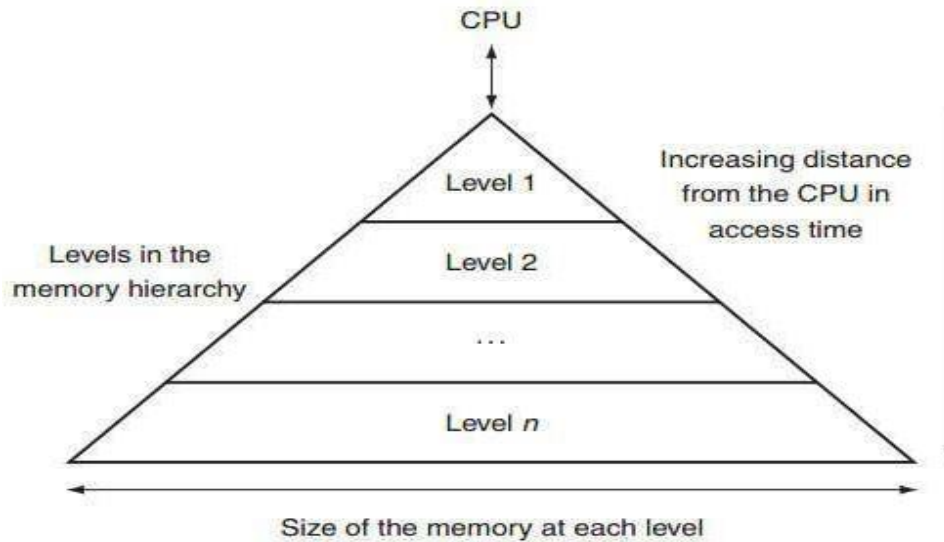 CPU
Level 1
Increasing distance
from the CPU in
access time
Levels in the
memory hierarchy
Level 2
...
Level n
Size of the memory at each level